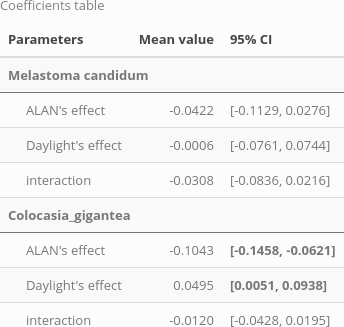 Coefficients table
Parameters Mean value 95% CI
Melastoma candidum
ALAN's effect -0.0422 [-0.1129, 0.0276]
Daylight's effect -0.0006 [-0.0761, 0.0744]
interaction -0.0308 [-0.0836, 0.0216]
Colocasia_gigantea
ALAN's effect -0.1043 [-0.1458, -0.0621]
Daylight's effect 0.0495 [0.0051, 0.0938]
interaction -0.0120 [-0.0428, 0.0195]